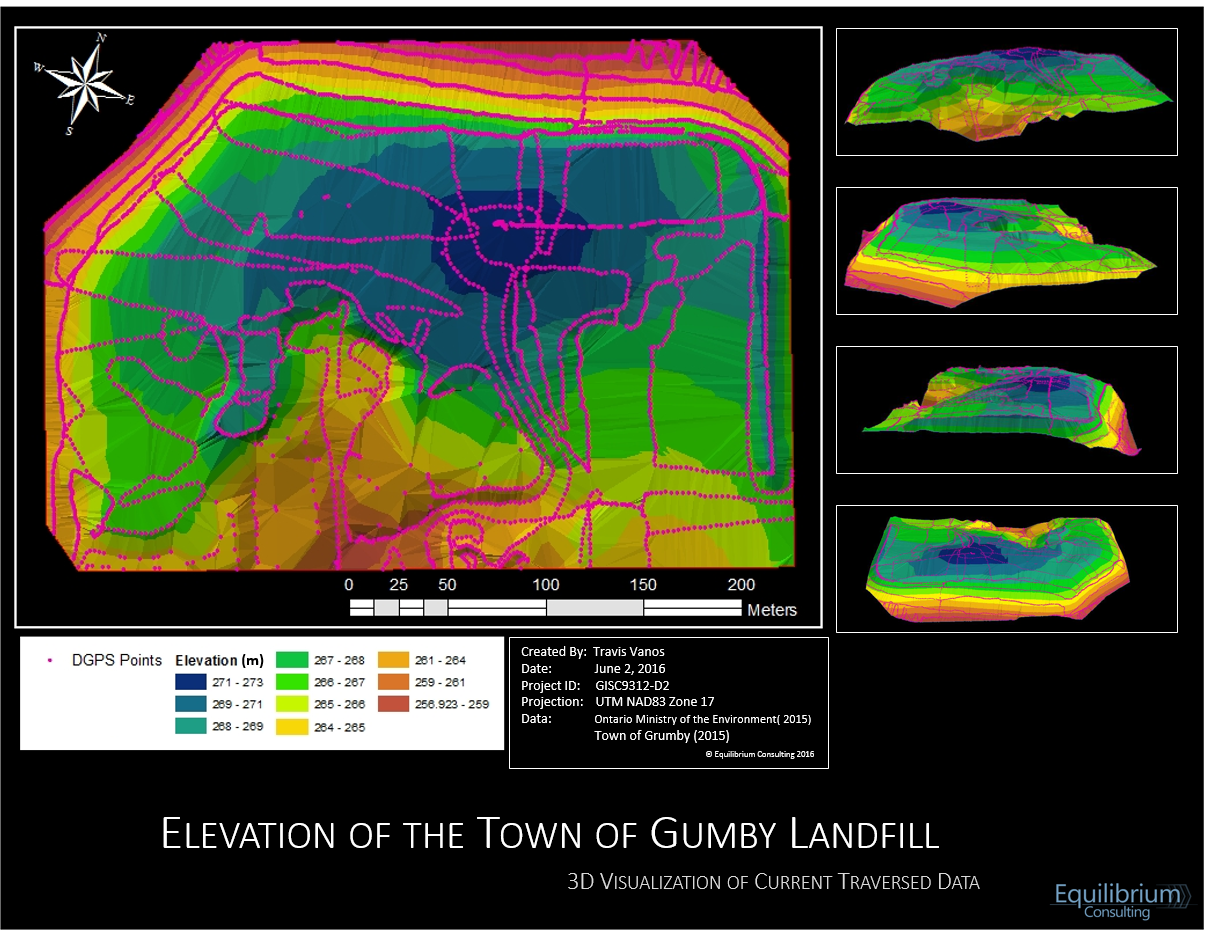 N
W
E
S
0 25 50 100 150 200
Meters
DGPS Points
Elevation (m)
271 - 273
269 - 271
268 - 269
267 - 268
266 - 267
265 - 266
264 - 265
261 - 264
259 - 261
256.923 - 259
Created By: Travis Vanos
Date: June 2, 2016
Project ID: GISC9312-D2
Projection: UTM NAD83 Zone 17
Data: Ontario Ministry of the Environment( 2015)
Town of Grumby (2015)
© Equilibrium Consulting 2016
Elevation of the Town of Gumby Landfill
3D Visualization of Current Traversed Data
Equilibrium
Consulting